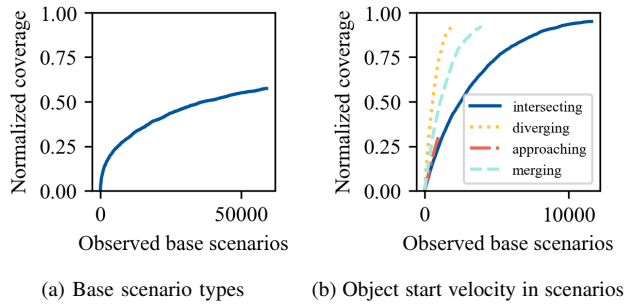 1.00
0.75
0.50
0.25
0.00
Normalized coverage
0
50000
Observed base scenarios
(a) Base scenario types
1.00
0.75
0.50
0.25
0.00
Normalized coverage
intersecting
diverging
approaching
merging
0
10000
Observed base scenarios
(b) Object start velocity in scenarios